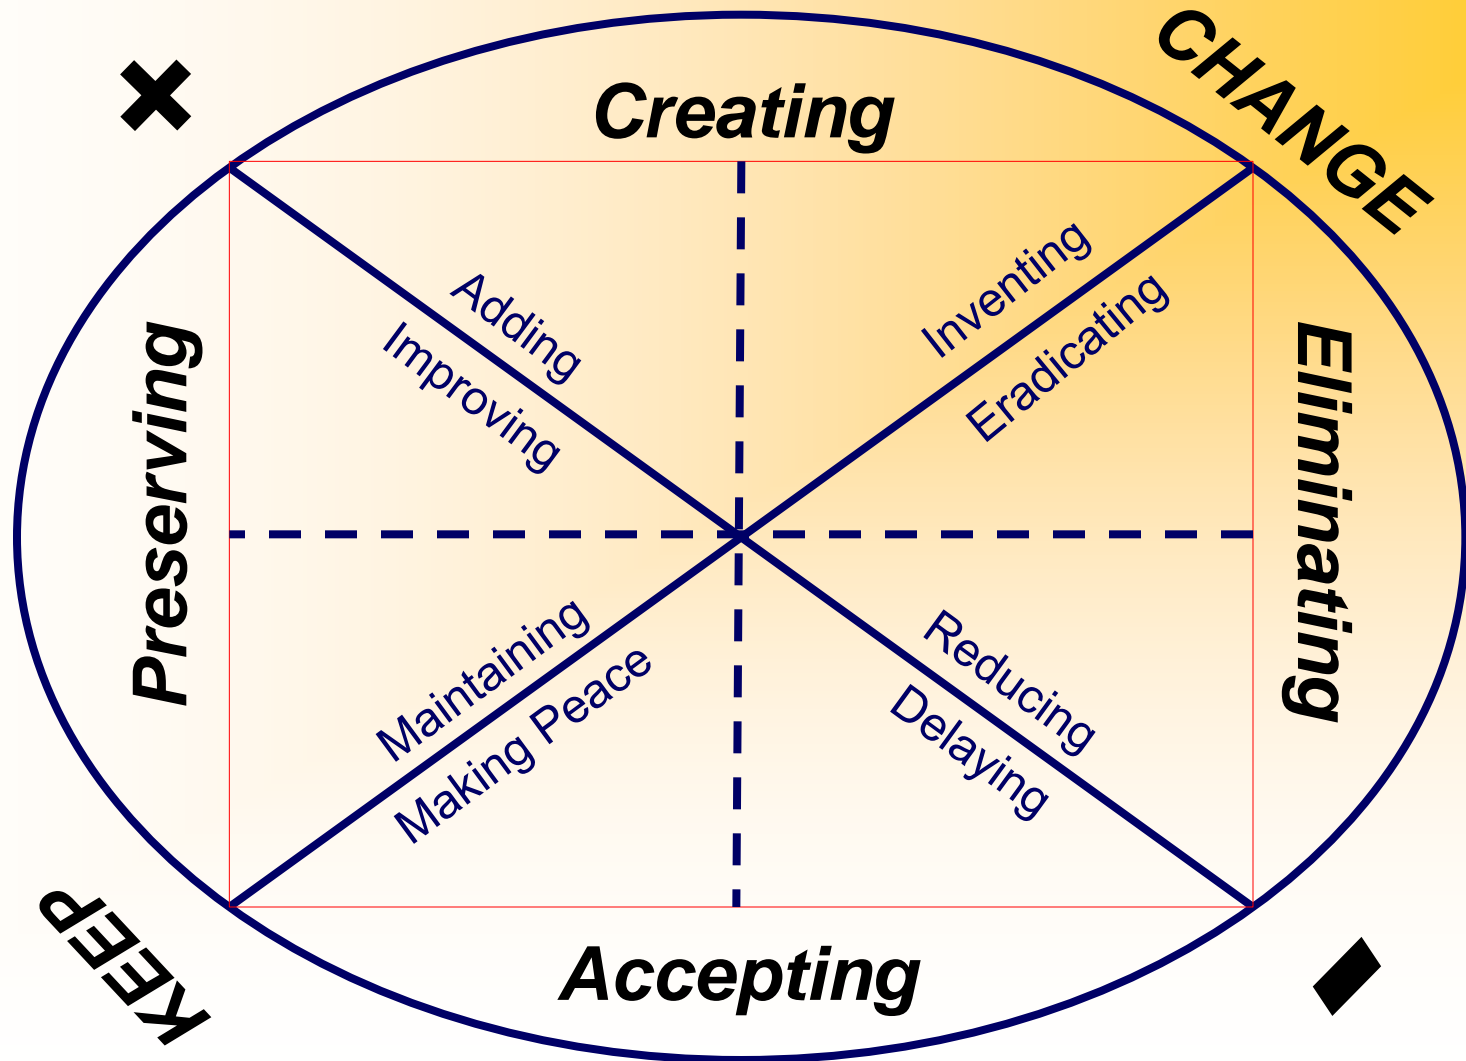 CHANGE
Creating
Adding
Improving
Inventing
Eradicating
Preserving
Eliminating
Maintaining
Making Peace
Reducing
Delaying
KEEP
Accepting